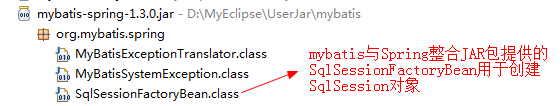 mybatis-spring-1.3.0.jar - D:\MyEclipse\UserJar\mybatis
org.mybatis.spring
MyBatisExceptionTranslator.class
MyBatisSystemException.class
SqlSessionFactoryBean.class
mybatis与Spring整合JAR包提供的
SqlSessionFactoryBean用于创建
SqlSession对象